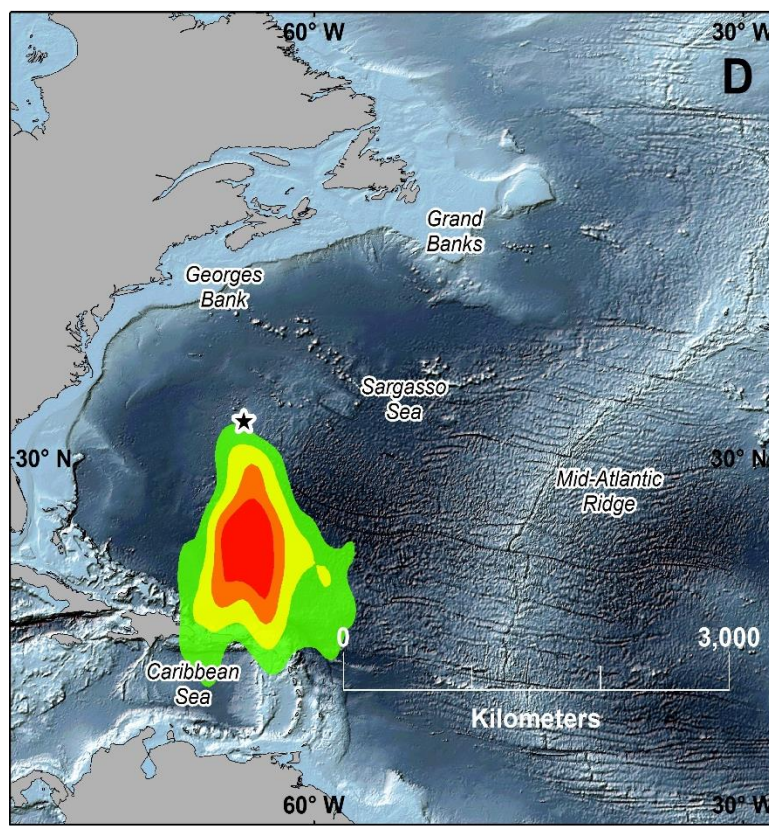 60° W
30° W
D
Grand
Banks
Georges
Bank
Sargasso
Sea
30° N
30° N
Mid-Atlantic
Ridge
0
3,000
Caribbean
Sea
Kilometers
60° W
30° W